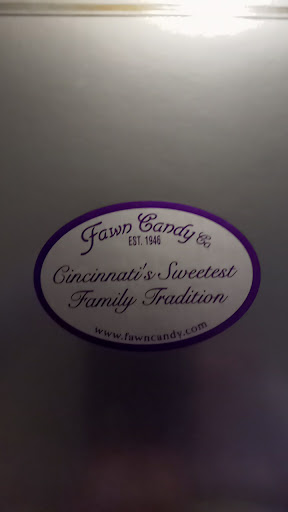 Fawn Candy Co
EST. 1946
Cincinnati's Sweetest
Family Tradition
www.fawncandy.com